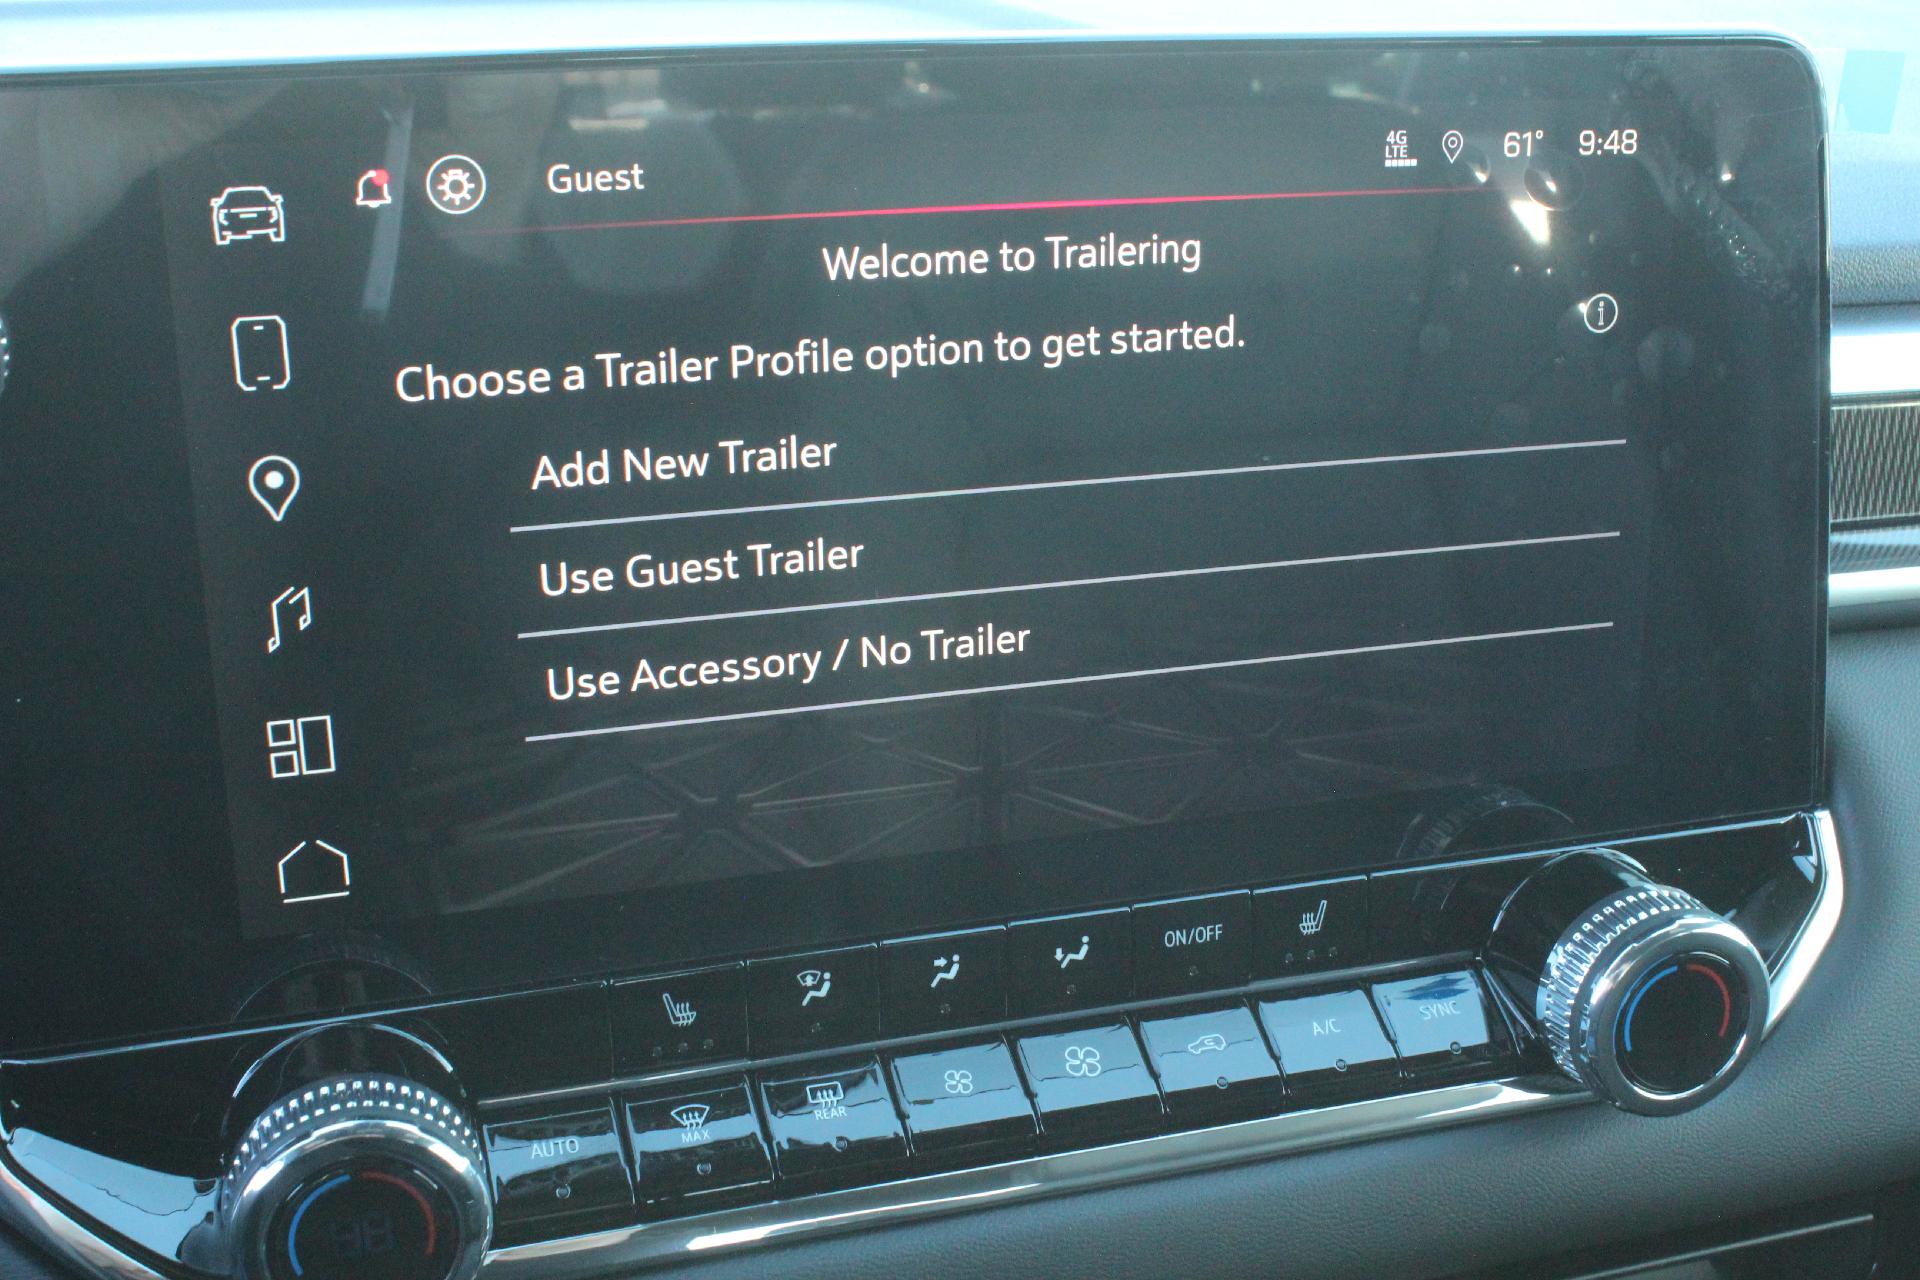 Guest
4G
LTE
61° 9:48
Welcome to Trailering
Choose a Trailer Profile option to get started.
Add New Trailer
Use Guest Trailer
Use Accessory / No Trailer
ON/OFF
AUTO
MAX
REAR
A/C
SYNC